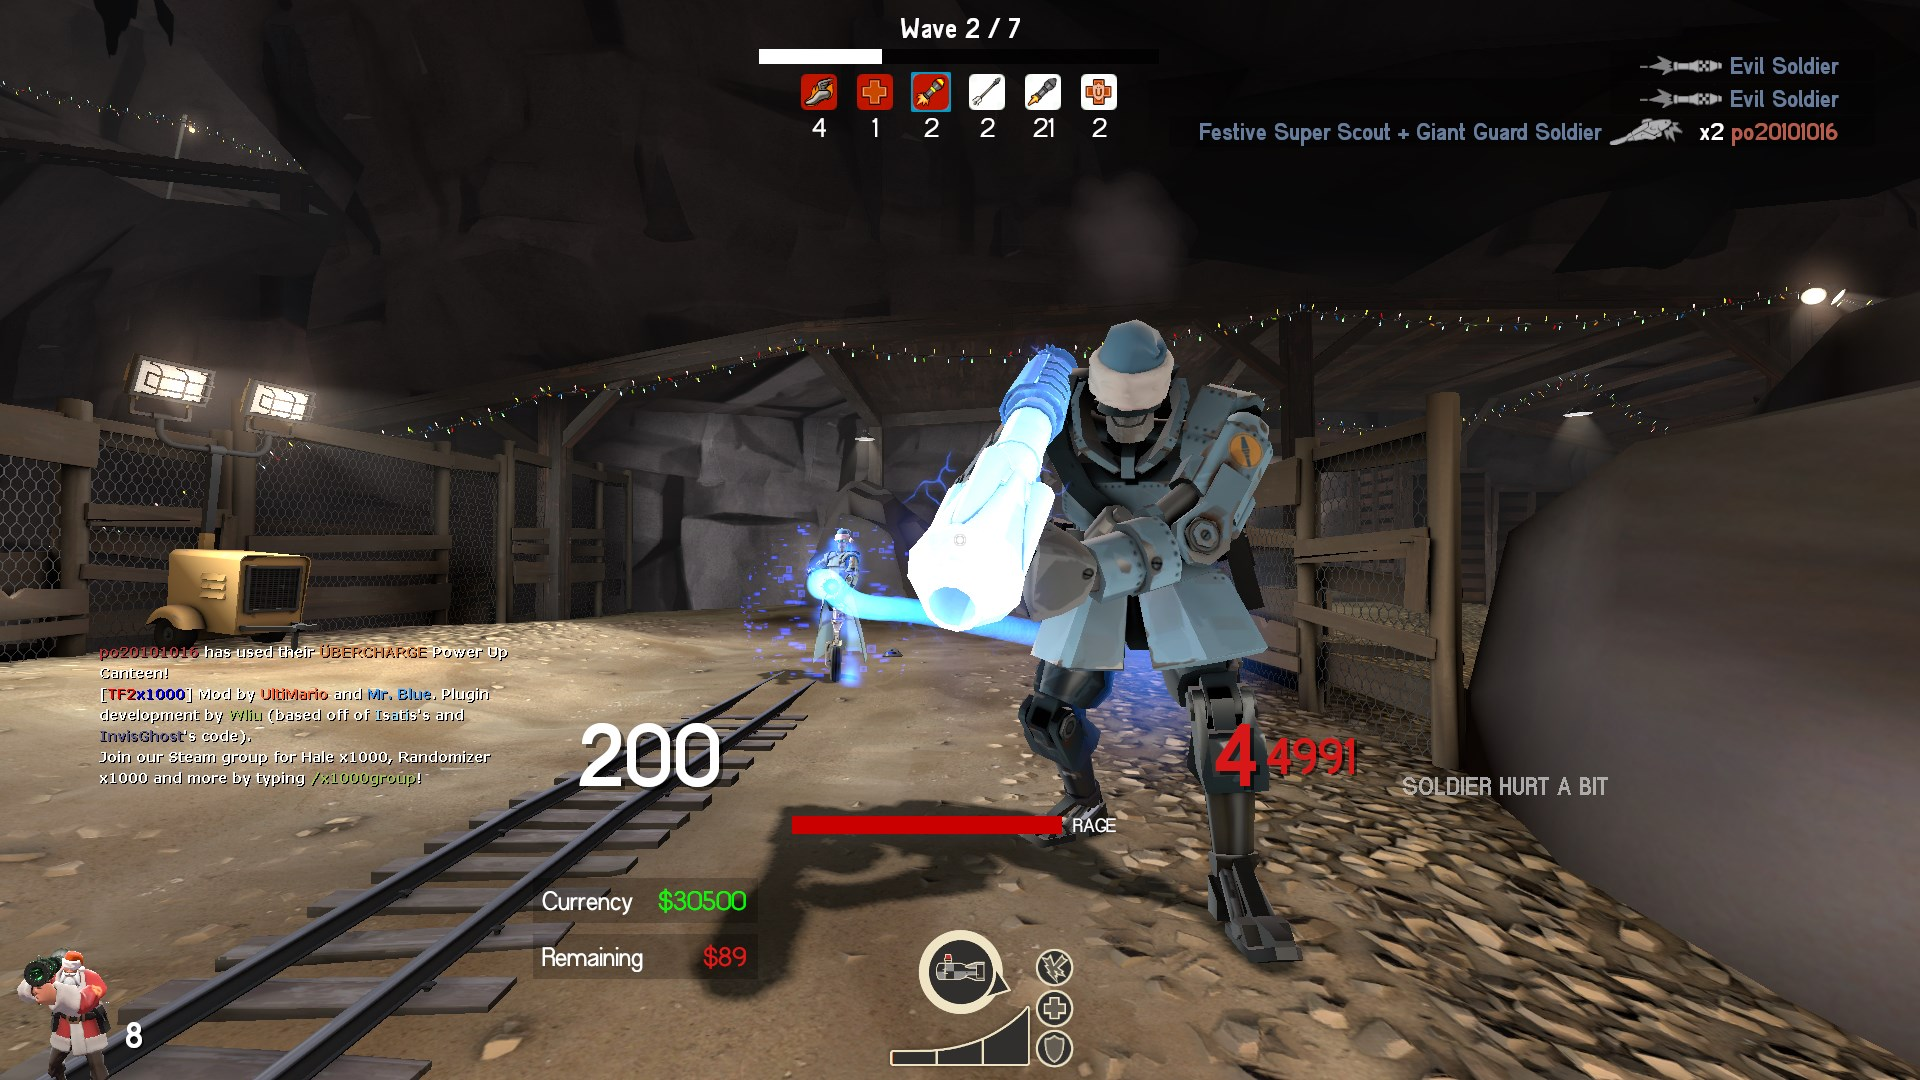 Wave 2 / 7
4 1 2 2 21 2
Evil Soldier
Evil Soldier
Festive Super Scout + Giant Guard Soldier x2 po20101016
po20101016 has used their ÜBERCHARGE Power Up
Canteen!
[TF2x1000] Mod by UltiMario and Mr. Blue. Plugin
development by Wliu (based off of Isatis's and
InvisGhost's code).
Join our Steam group for Hale x1000, Randomizer
x1000 and more by typing /x1000group!
200
4 4991
SOLDIER HURT A BIT
RAGE
Currency $30500
Remaining $89
8